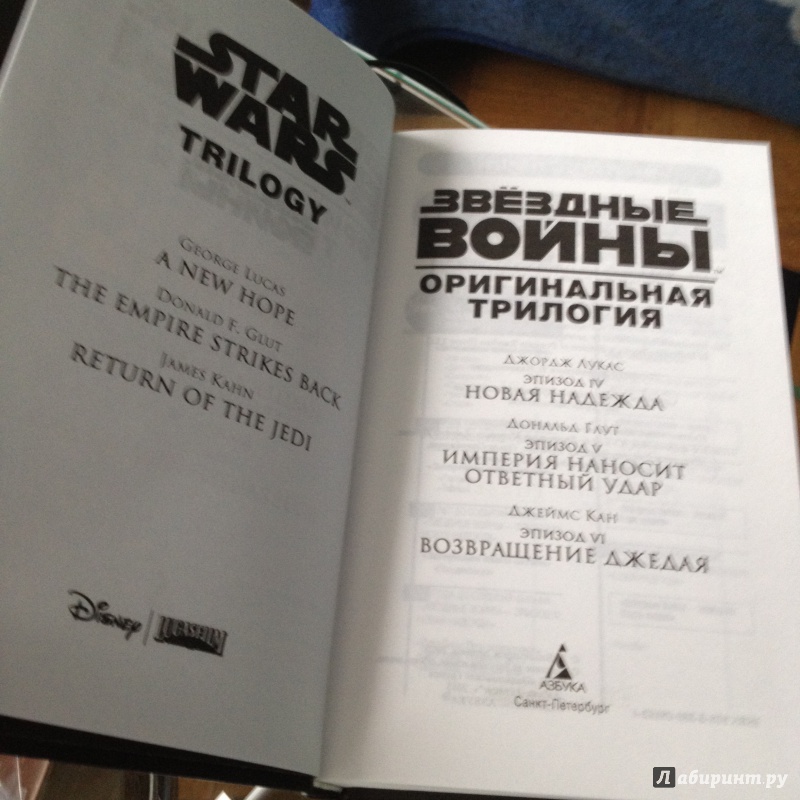 STAR
WARS
TRILOGY
George Lucas
A NEW HOPE
Donald F. Glut
THE EMPIRE STRIKES BACK
James Kahn
RETURN OF THE JEDI
Disney | LUCASFILM
ЗВЁЗДНЫЕ
ВОЙНЫ
ОРИГИНАЛЬНАЯ
ТРИЛОГИЯ
Джордж Лукас
эпизод IV
НОВАЯ НАДЕЖДА
Дональд Глут
эпизод V
ИМПЕРИЯ НАНОСИТ
ОТВЕТНЫЙ УДАР
Джеймс Кан
эпизод VI
ВОЗВРАЩЕНИЕ ДЖЕДАЯ
АЗБУКА
Санкт-Петербург
Лабиринт.ру